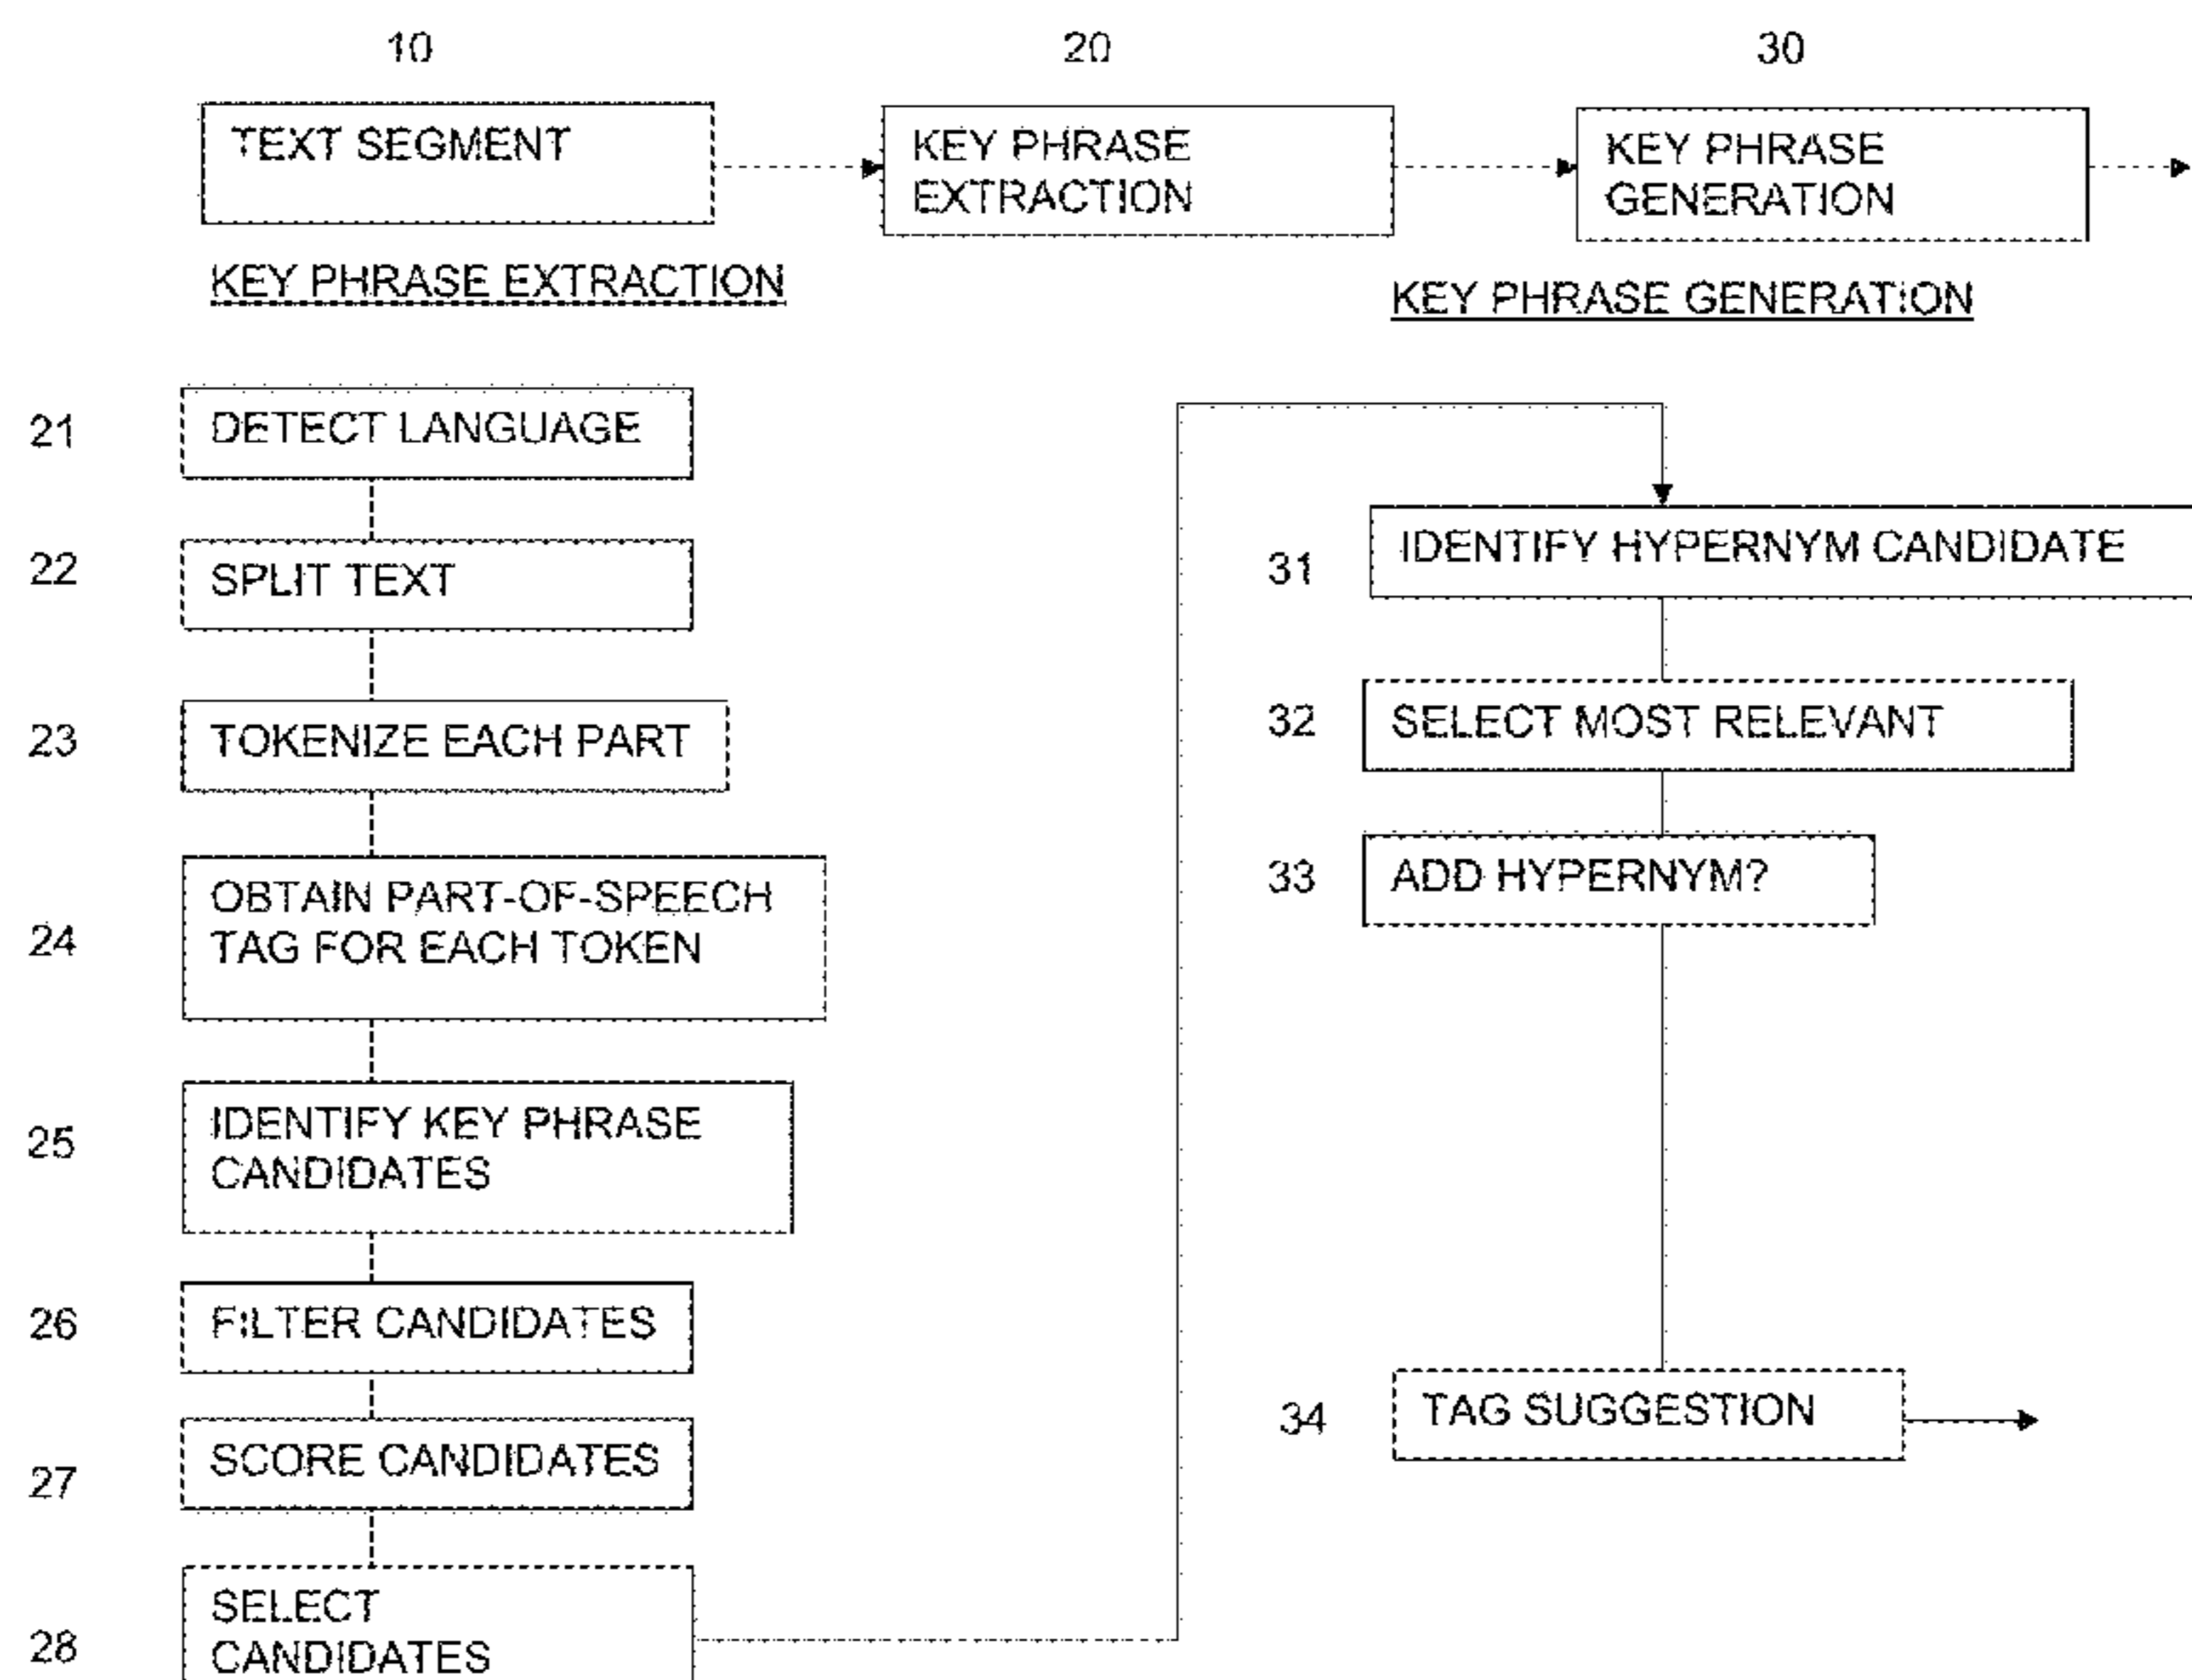 10
20
30
TEXT SEGMENT
KEY PHRASE
EXTRACTION
KEY PHRASE
GENERATION
KEY PHRASE EXTRACTION
KEY PHRASE GENERATION
21
DETECT LANGUAGE
22
SPLIT TEXT
23
TOKENIZE EACH PART
24
OBTAIN PART-OF-SPEECH
TAG FOR EACH TOKEN
25
IDENTIFY KEY PHRASE
CANDIDATES
26
FILTER CANDIDATES
27
SCORE CANDIDATES
28
SELECT
CANDIDATES
31
IDENTIFY HYPERNYM CANDIDATE
32
SELECT MOST RELEVANT
33
ADD HYPERNYM?
34
TAG SUGGESTION